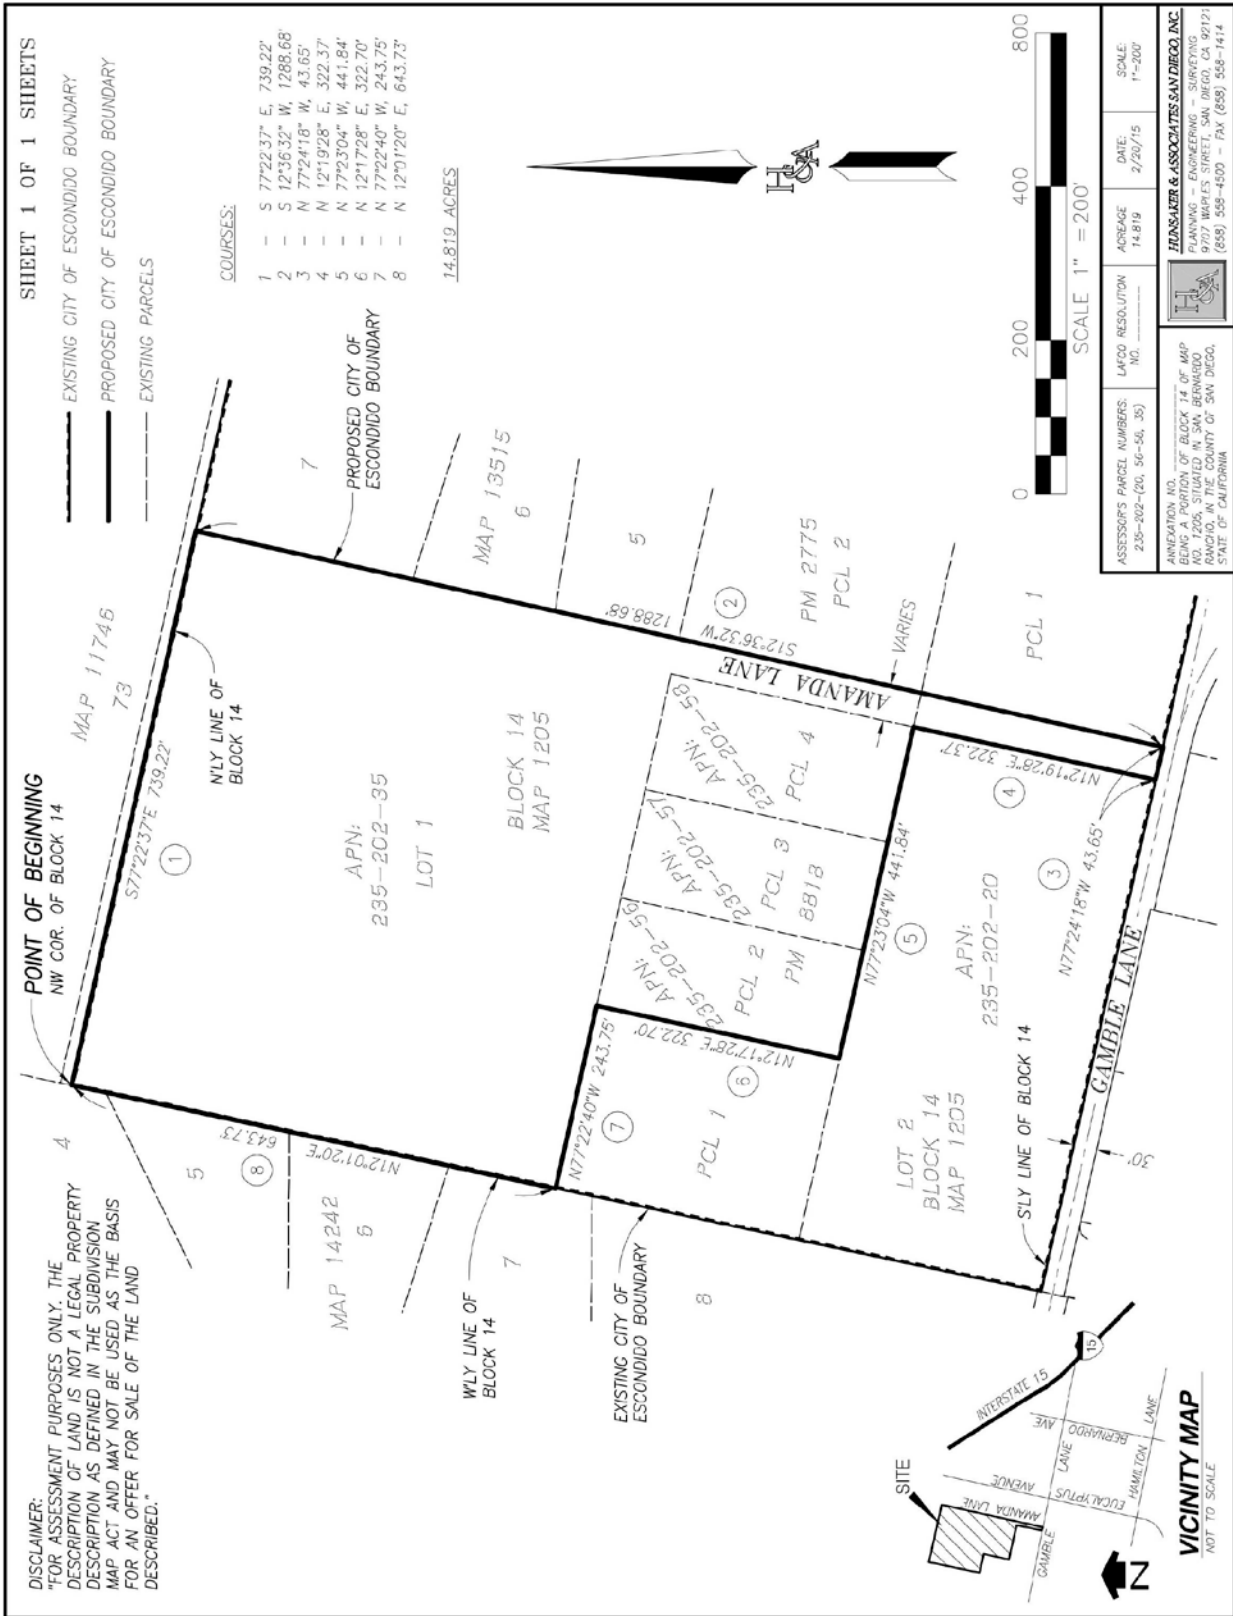 SHEET 1 OF 1 SHEETS
DISCLAIMER:
"FOR ASSESSMENT PURPOSES ONLY. THE
DESCRIPTION OF LAND IS NOT A LEGAL PROPERTY
DESCRIPTION AS DEFINED IN THE SUBDIVISION
MAP ACT AND MAY NOT BE USED AS THE BASIS
FOR AN OFFER FOR SALE OF THE LAND
DESCRIBED."
EXISTING CITY OF ESCONDIDO BOUNDARY
PROPOSED CITY OF ESCONDIDO BOUNDARY
EXISTING PARCELS
COURSES:
1 - S 77°22'37" E, 739.22'
2 - S 12°36'32" W, 1288.68'
3 - N 77°24'18" W, 43.65'
4 - N 12°19'28" E, 322.37'
5 - N 77°23'04" W, 441.84'
6 - N 12°17'28" E, 322.70'
7 - N 77°22'40" W, 243.75'
8 - N 12°01'20" E, 643.73'
14.819 ACRES
POINT OF BEGINNING
NW COR. OF BLOCK 14
MAP 11745
73
S77°22'37"E 739.22'
1
N'LY LINE OF
BLOCK 14
7
PROPOSED CITY OF
ESCONDIDO BOUNDARY
4
5
8
643.73'
N12°01'20"E
MAP 14242
6
7
8
W'LY LINE OF
BLOCK 14
EXISTING CITY OF
ESCONDIDO BOUNDARY
APN:
235-202-35
LOT 1
BLOCK 14
MAP 1205
MAP 13515
6
5
1288.68'
S12°36'32"W
2
PM 2775
PCL 2
AMANDA LANE
VARIES
PCL 1
N77°22'40"W 243.75'
7
PCL 1
N12°17'28"E 322.70'
6
APN:
235-202-56
PCL 2
PM
APN:
235-202-57
PCL 3
8818
APN:
235-202-58
PCL 4
N77°23'04"W 441.84'
5
N12°19'28"E 322.37'
4
APN:
235-202-20
3
N77°24'18"W 43.65'
LOT 2
BLOCK 14
MAP 1205
S'LY LINE OF BLOCK 14
GAMBLE LANE
30'
H&A
0 200 400 800
SCALE 1" = 200'
SITE
INTERSTATE 15
15
AMANDA LANE
EUCALYPTUS AVENUE
BERNARDO AVE
GAMBLE LANE
HAMILTON LANE
N
VICINITY MAP
NOT TO SCALE
ASSESSOR'S PARCEL NUMBERS:
235-202-(20, 56-58, 35)
LAFCO RESOLUTION
NO. ________
ACREAGE
14.819
DATE:
2/20/15
SCALE:
1"=200'
ANNEXATION NO. ________
BEING A PORTION OF BLOCK 14 OF MAP
NO. 1205, SITUATED IN SAN BERNARDO
RANCHO, IN THE COUNTY OF SAN DIEGO,
STATE OF CALIFORNIA
H&A
HUNSAKER & ASSOCIATES SAN DIEGO, INC.
PLANNING - ENGINEERING - SURVEYING
9707 WAPLES STREET, SAN DIEGO, CA 92121
(858) 558-4500 - FAX (858) 558-1414